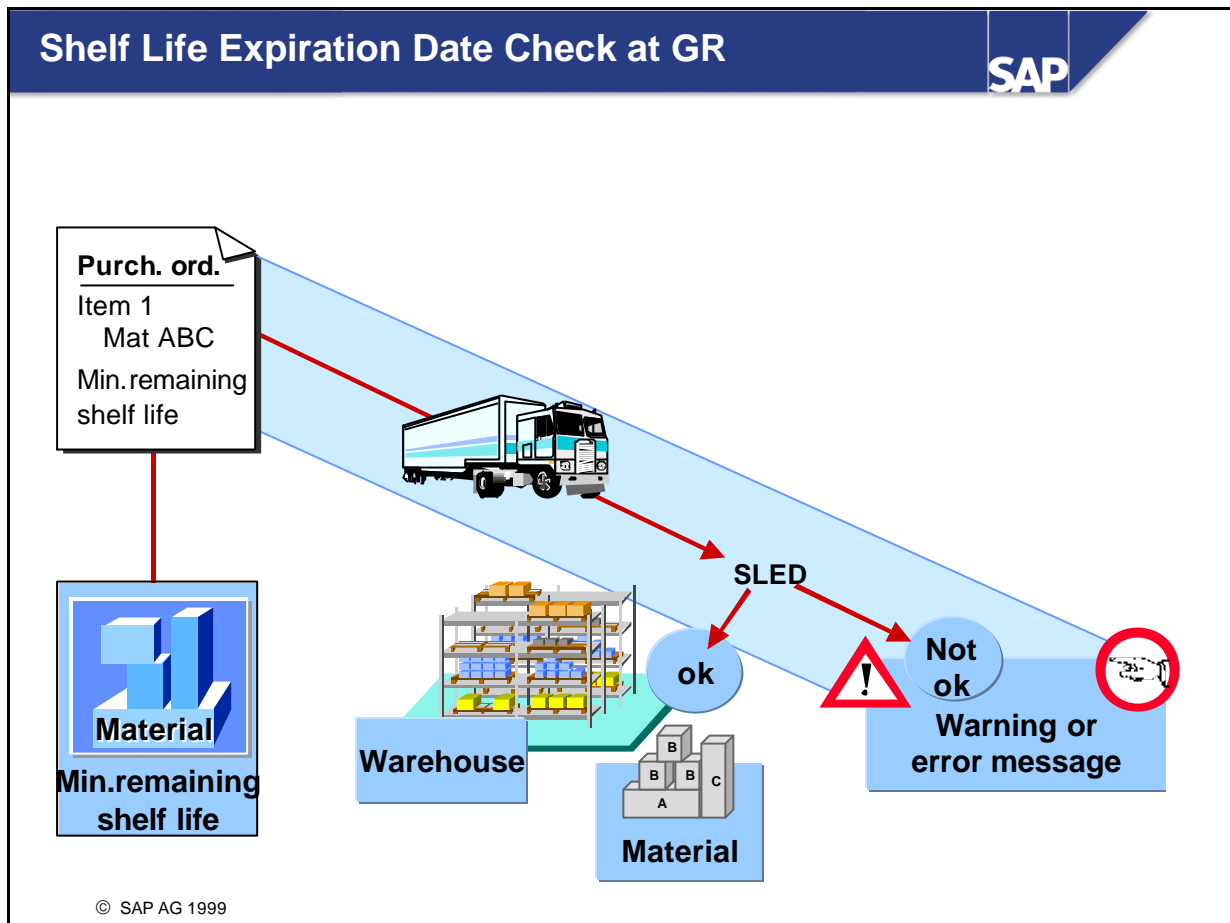 Shelf Life Expiration Date Check at GR
SAP
Purch. ord.
Item 1
Mat ABC
Min.remaining
shelf life
SLED
ok
Not
ok
!
Warning or
error message
Material
Min.remaining
shelf life
Warehouse
B
B
B
C
A
Material
© SAP AG 1999